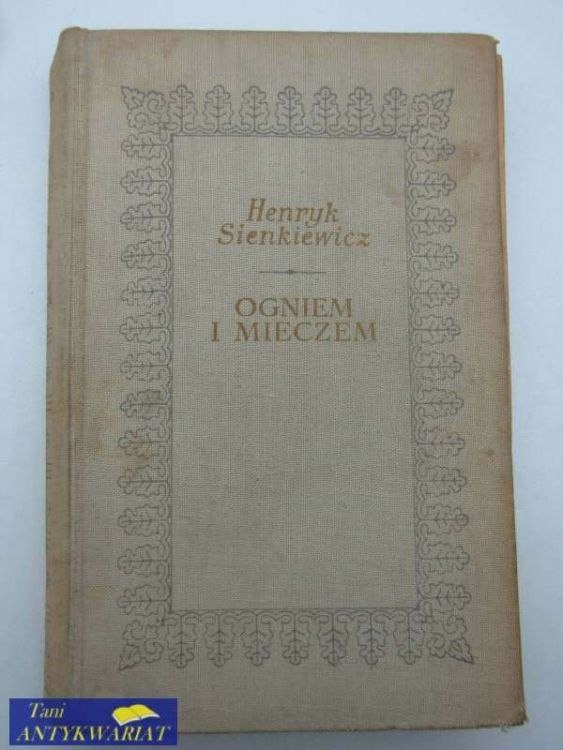 Henryk
Sienkiewicz
OGNIEM
I MIECZEM
Tani
ANTYKWARIAT